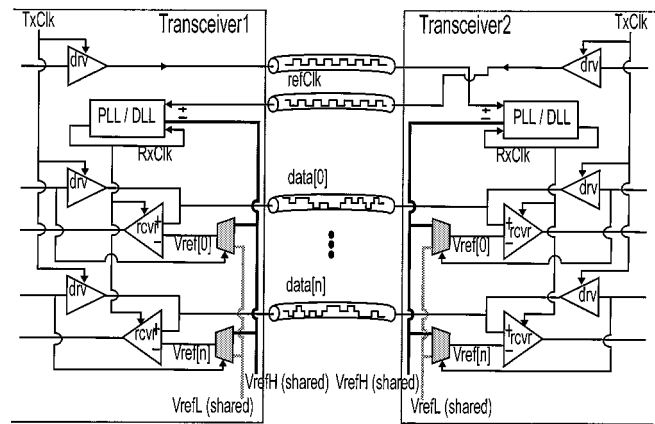 TxClk
Transceiver1
Transceiver2
TxClk
drv
refClk
drv
PLL / DLL
±
±
PLL / DLL
RxClk
RxClk
drv
data[0]
drv
rcvr
+
−
Vref[0]
Vref[0]
+
−
rcvr
drv
data[n]
drv
rcvr
+
−
Vref[n]
Vref[n]
+
−
rcvr
VrefH (shared)
VrefH (shared)
VrefL (shared)
VrefL (shared)